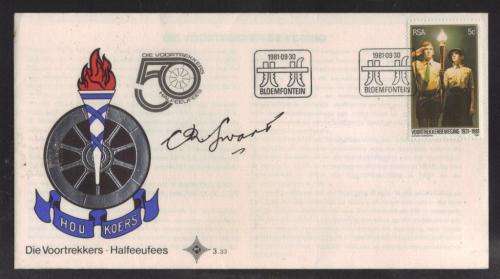 DIE VOORTREKKERS
50
HALFEEUFEES
1981-09-30
BLOEMFONTEIN
1981-09-30
BLOEMFONTEIN
RSA 5c
VOORTREKKERBEWEGING 1931-1981
HOU KOERS
Die Voortrekkers - Halfeeufees
3.33